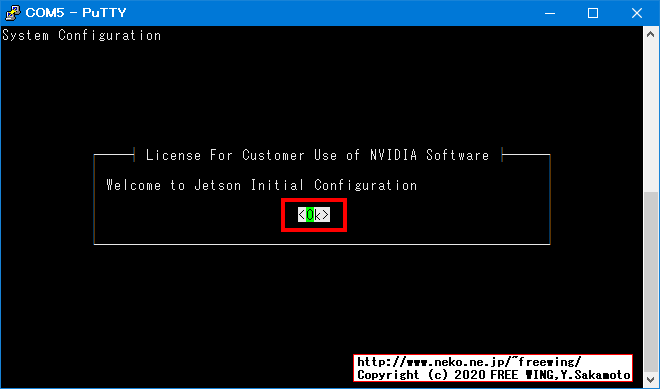 COM5 - PuTTY
System Configuration
License For Customer Use of NVIDIA Software
Welcome to Jetson Initial Configuration
<Ok>
http://www.neko.ne.jp/~freewing/
Copyright (c) 2020 FREE WING,Y.Sakamoto